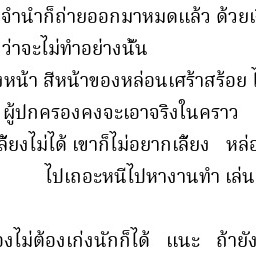 จำนำก็ถ่ายออกมาหมดแล้ว ด้วย
ว่าจะไม่ทำอย่างนั้น
หน้า สีหน้าของหล่อนเศร้าสร้อย
ผู้ปกครองคงจะเอาจริงในคราว
เลี้ยงไม่ได้ เขาก็ไม่อยากเลี้ยง หล่อ
ไปเถอะหนีไปหางานทำ เล่น
องไม่ต้องเก่งนักก็ได้ แนะ ถ้ายัง